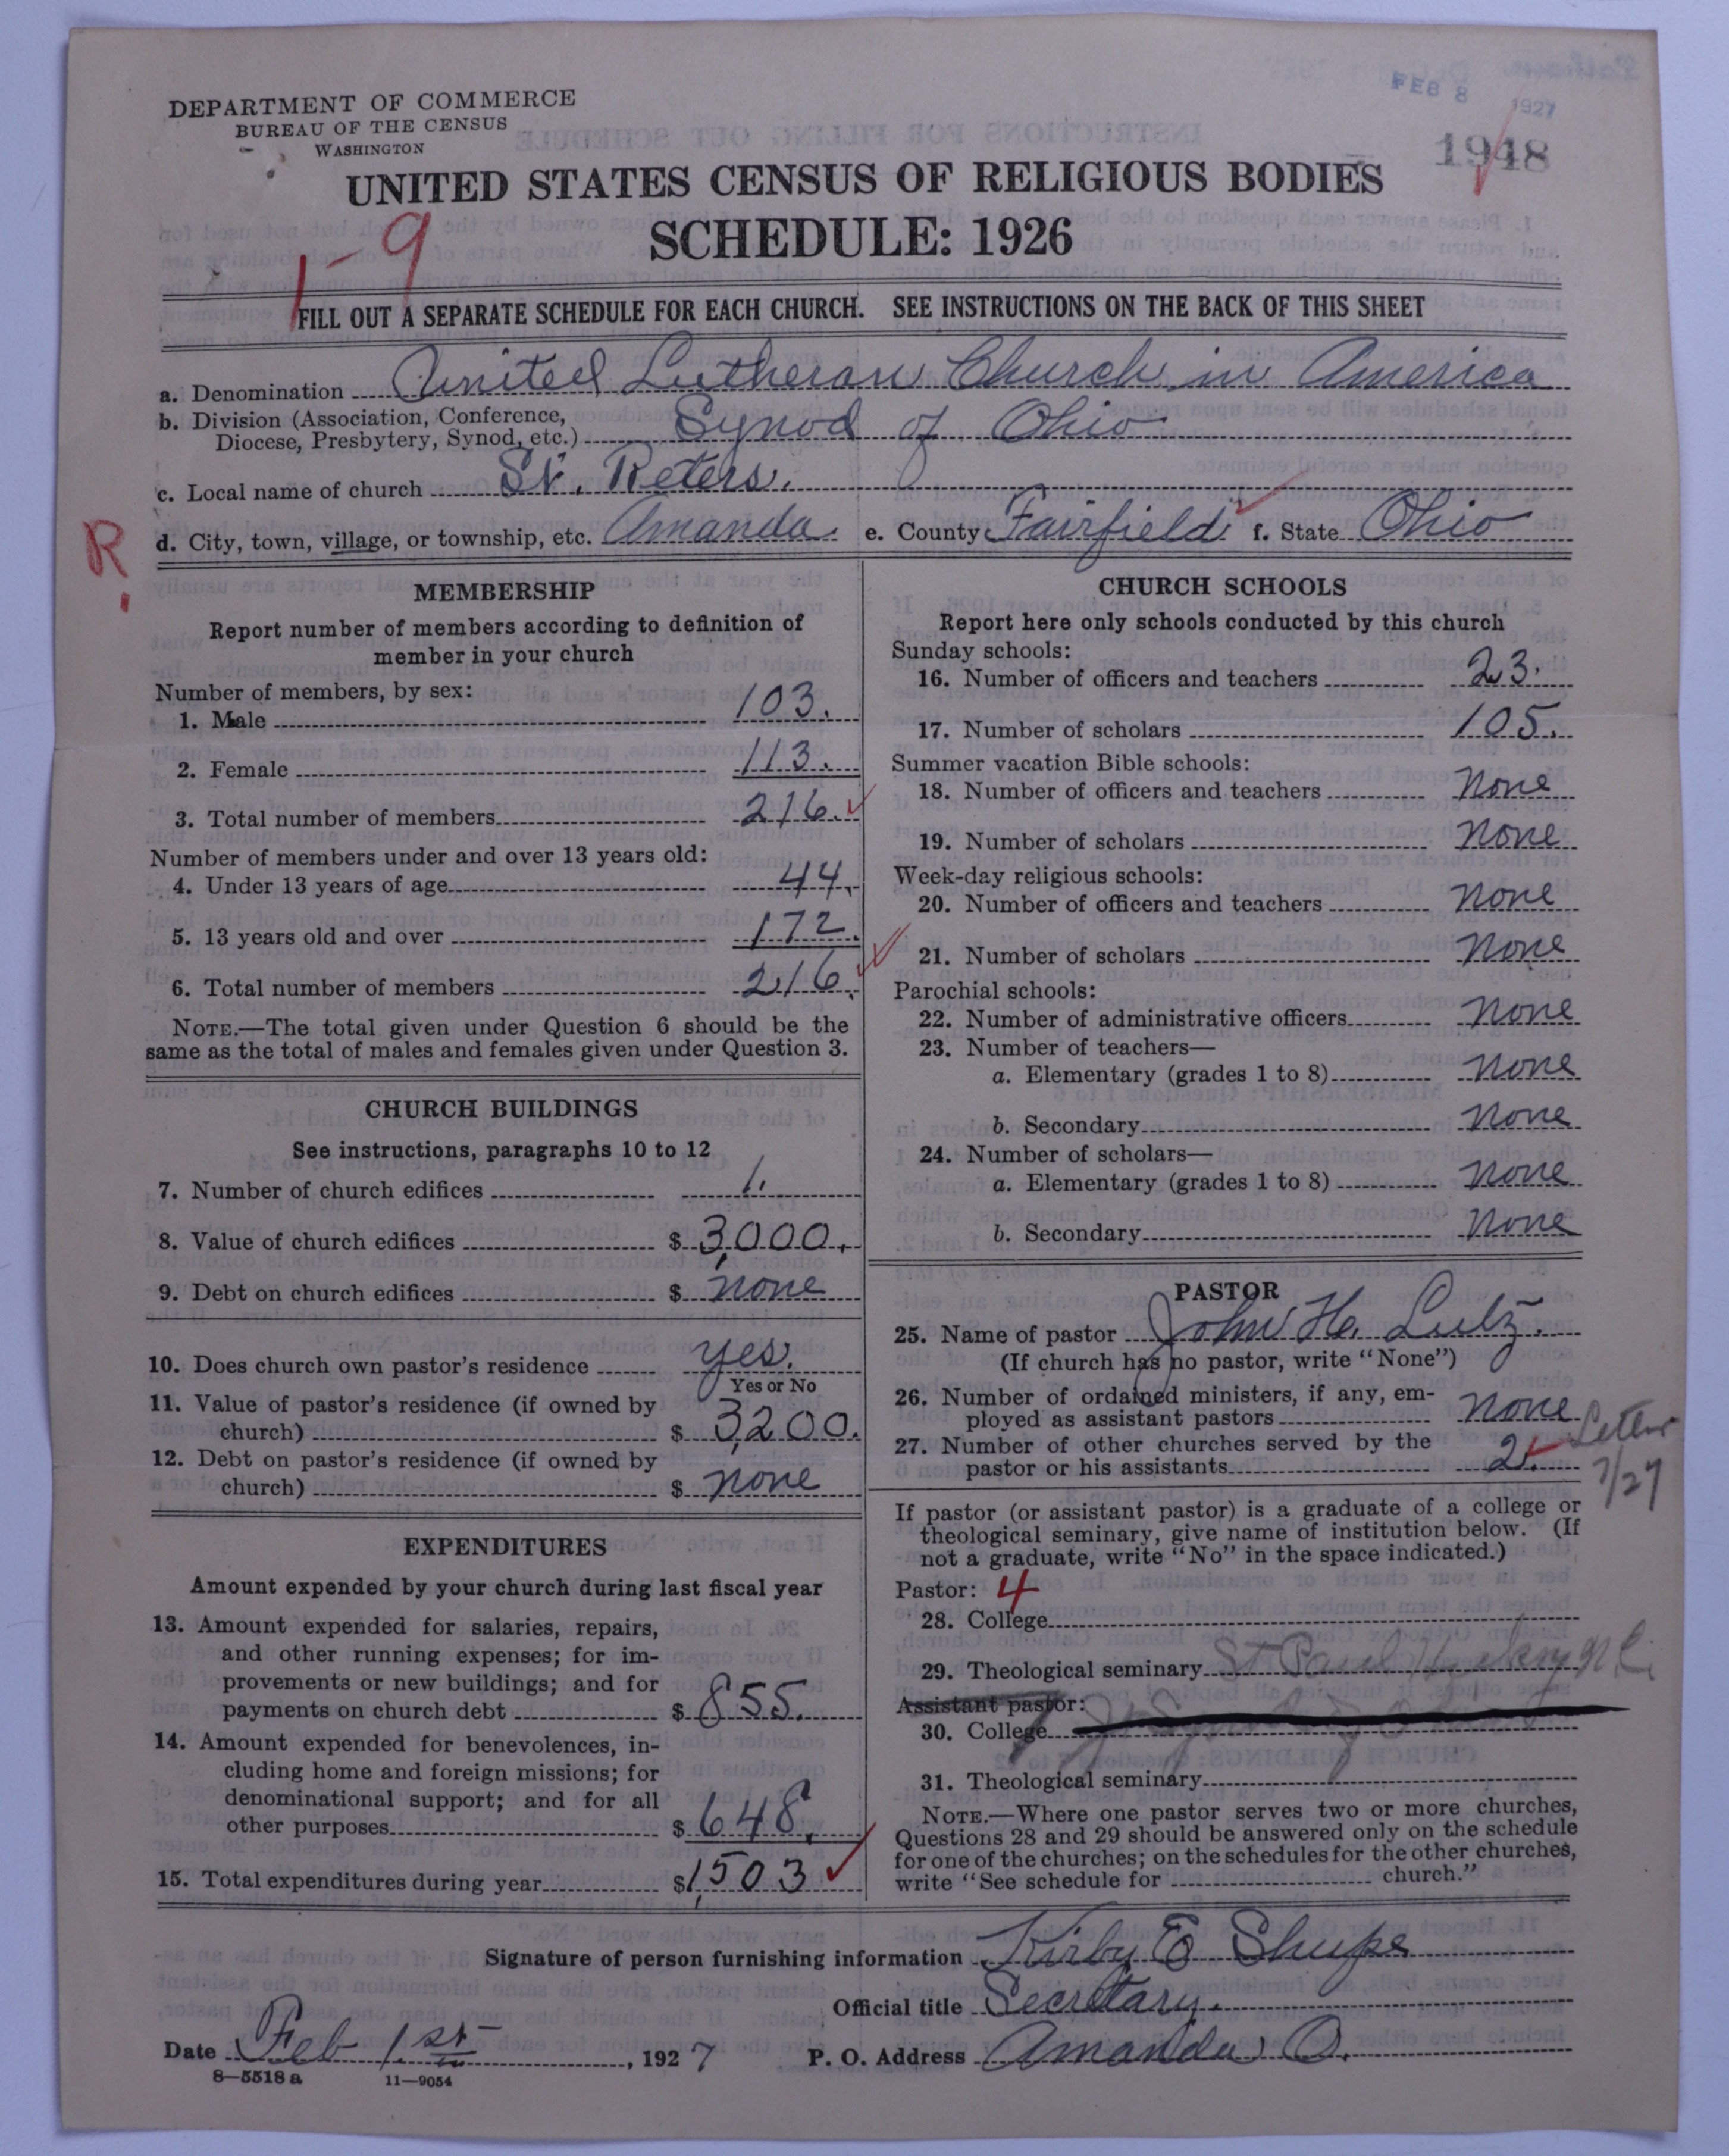 FEB 8 1927
1948
DEPARTMENT OF COMMERCE
BUREAU OF THE CENSUS
WASHINGTON
UNITED STATES CENSUS OF RELIGIOUS BODIES
SCHEDULE: 1926
1-9
FILL OUT A SEPARATE SCHEDULE FOR EACH CHURCH. SEE INSTRUCTIONS ON THE BACK OF THIS SHEET
a. Denomination United Lutheran Church in America
b. Division (Association, Conference,
Diocese, Presbytery, Synod, etc.) Synod of Ohio
c. Local name of church St. Peters.
R.
d. City, town, village, or township, etc. Amanda. e. County Fairfield f. State Ohio
MEMBERSHIP
Report number of members according to definition of
member in your church
Number of members, by sex:
1. Male 103.
2. Female 113.
3. Total number of members 216.
Number of members under and over 13 years old:
4. Under 13 years of age 44.
5. 13 years old and over 172.
6. Total number of members 216.
NOTE.—The total given under Question 6 should be the
same as the total of males and females given under Question 3.
CHURCH BUILDINGS
See instructions, paragraphs 10 to 12
7. Number of church edifices 1.
8. Value of church edifices $ 3,000.
9. Debt on church edifices $ none
10. Does church own pastor's residence yes.
Yes or No
11. Value of pastor's residence (if owned by
church) $ 3,200.
12. Debt on pastor's residence (if owned by
church) $ none
EXPENDITURES
Amount expended by your church during last fiscal year
13. Amount expended for salaries, repairs,
and other running expenses; for im-
provements or new buildings; and for
payments on church debt $ 855.
14. Amount expended for benevolences, in-
cluding home and foreign missions; for
denominational support; and for all
other purposes $ 648.
15. Total expenditures during year $1,503
CHURCH SCHOOLS
Report here only schools conducted by this church
Sunday schools:
16. Number of officers and teachers 23.
17. Number of scholars 105.
Summer vacation Bible schools:
18. Number of officers and teachers none
19. Number of scholars none
Week-day religious schools:
20. Number of officers and teachers none
21. Number of scholars none
Parochial schools:
22. Number of administrative officers none
23. Number of teachers—
a. Elementary (grades 1 to 8) none
b. Secondary none
24. Number of scholars—
a. Elementary (grades 1 to 8) none
b. Secondary none
PASTOR
25. Name of pastor John H. Lutz.
(If church has no pastor, write "None")
26. Number of ordained ministers, if any, em-
ployed as assistant pastors none
27. Number of other churches served by the
pastor or his assistants 2. Letter
7/27
If pastor (or assistant pastor) is a graduate of a college or
theological seminary, give name of institution below. (If
not a graduate, write "No" in the space indicated.)
Pastor: 4
28. College
29. Theological seminary St Paul N.C.
Assistant pastor:
30. College
31. Theological seminary
NOTE.—Where one pastor serves two or more churches,
Questions 28 and 29 should be answered only on the schedule
for one of the churches; on the schedules for the other churches,
write "See schedule for church."
Signature of person furnishing information Kirby E Shupe
Official title Secretary.
Date Feb 1st, 1927 P. O. Address Amanda, O.
8—5518 a 11—9054